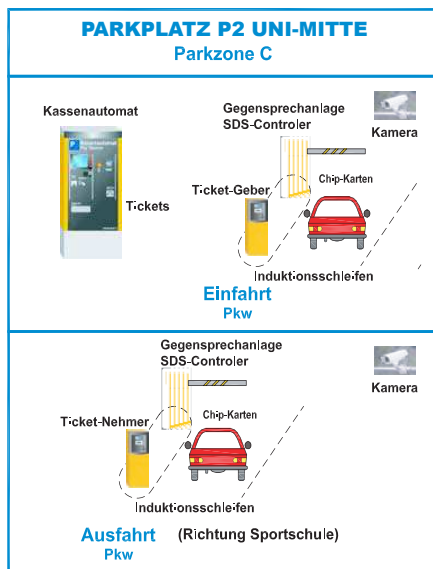 PARKPLATZ P2 UNI-MITTE
Parkzone C
Kassenautomat
Tickets
Gegensprechanlage
SDS-Controler
Kamera
Ticket-Geber
Chip-Karten
Induktionsschleifen
Einfahrt
Pkw
Gegensprechanlage
SDS-Controler
Kamera
Ticket-Nehmer
Chip-Karten
Induktionsschleifen
Ausfahrt (Richtung Sportschule)
Pkw